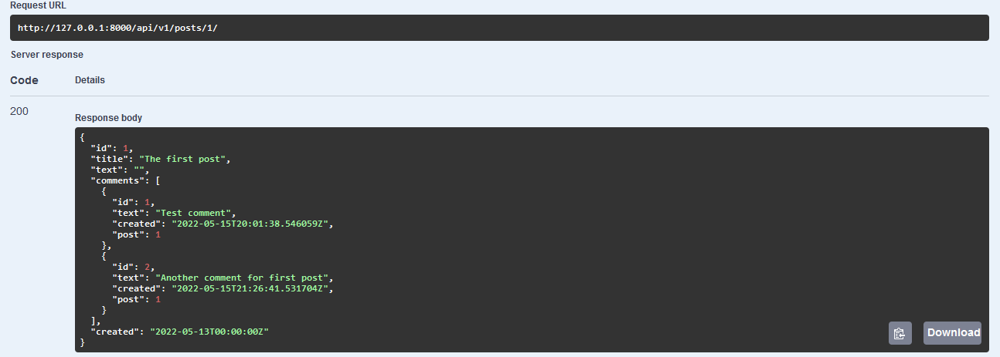 Request URL
http://127.0.0.1:8000/api/v1/posts/1/
Server response
Code Details
200
Response body
{
  "id": 1,
  "title": "The first post",
  "text": "",
  "comments": [
    {
      "id": 1,
      "text": "Test comment",
      "created": "2022-05-15T20:01:38.546059Z",
      "post": 1
    },
    {
      "id": 2,
      "text": "Another comment for first post",
      "created": "2022-05-15T21:26:41.531704Z",
      "post": 1
    }
  ],
  "created": "2022-05-13T00:00:00Z"
}
Download